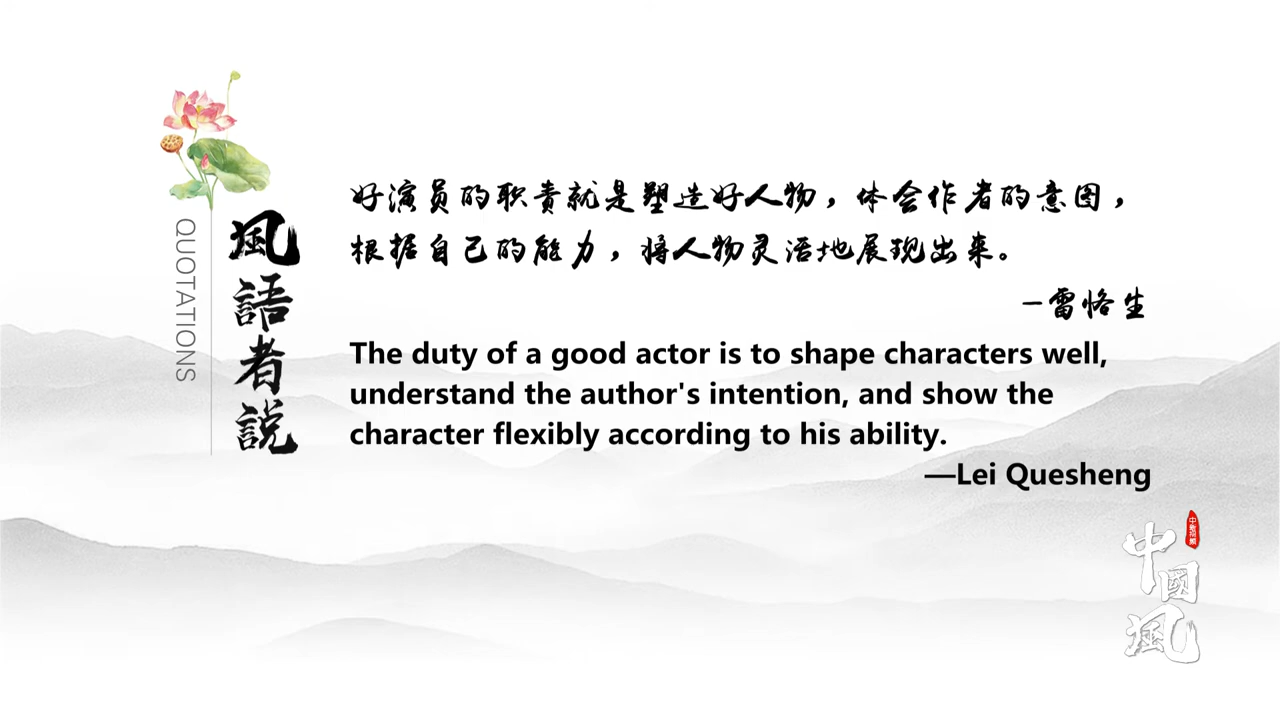 風語者説
QUOTATIONS
好演员的职责就是塑造好人物，体会作者的意图，
根据自己的能力，将人物灵活地展现出来。
—雷恪生
The duty of a good actor is to shape characters well,
understand the author's intention, and show the
character flexibly according to his ability.
—Lei Quesheng
中國風